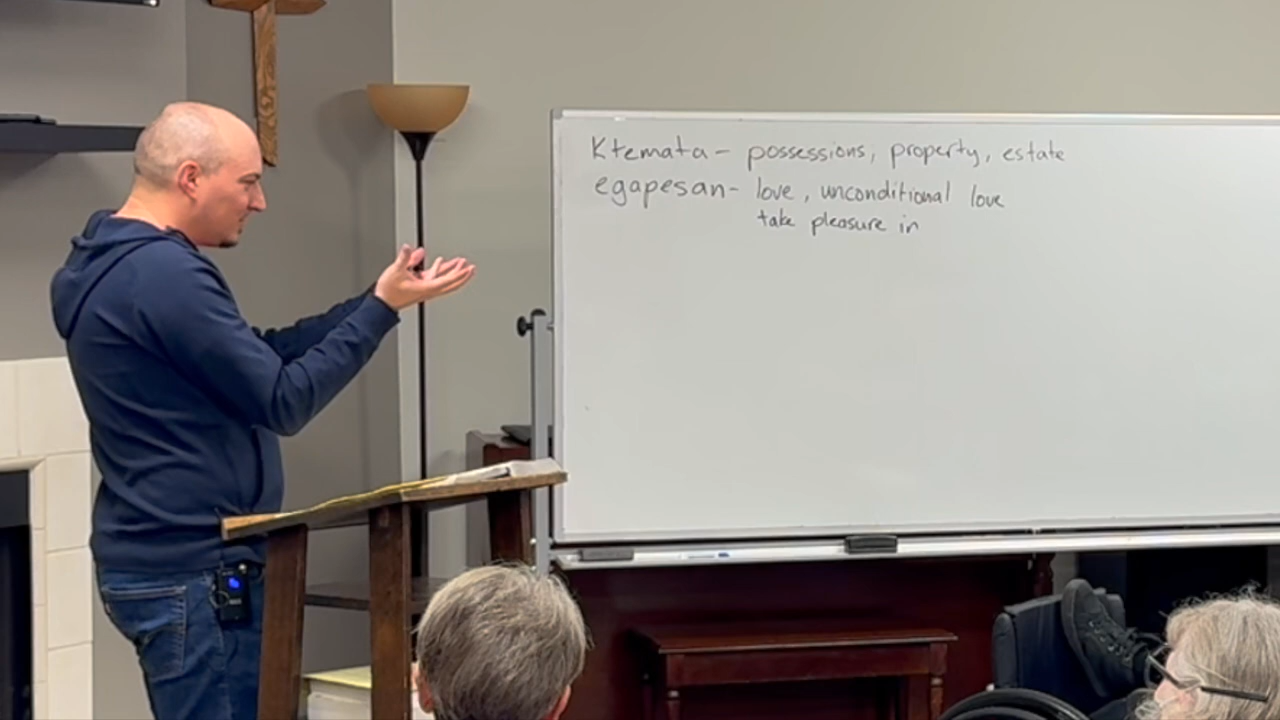 Ktemata - possessions, property, estate
egapesan - love, unconditional love
take pleasure in